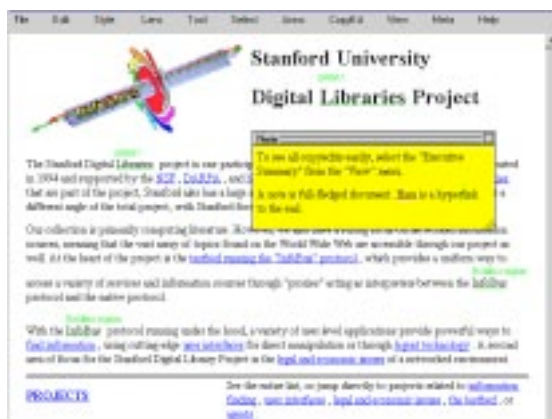 File Edit Style Lens Tool Select Anno CopyEd View Meta Help
Stanford University
Digital Libraries Project
Note
To see all copyedits easily, select the "Executive
Summary" from the "View" menu.
A note is full-fledged document. Here is a hyperlink
to the end.
The Stanford Digital Libraries project is one
in 1994 and supported by the NSF, DARPA, and
that are part of the project, Stanford also has a
different angle of the total project, with Stanford
Our collection is primarily computing literature.
sources, meaning that the vast array of topics found on the World Wide Web are accessible through our project as
well. At the heart of the project is the testbed running the "InfoBus" protocol, which provides a uniform way to
access a variety of services and information sources through "proxies" acting as interpreters between the InfoBus
protocol and the native protocol.
With the InfoBus protocol running under the hood, a variety of user level applications provide powerful ways to
find information, using cutting-edge user interfaces for direct manipulation or through Agent technology. A second
area of focus for the Stanford Digital Library Project is the legal and economic issues of a networked environment.
PROJECTS
See the entire list, or jump directly to projects related to information
finding, user interfaces, legal and economic issues, the testbed, or
agents